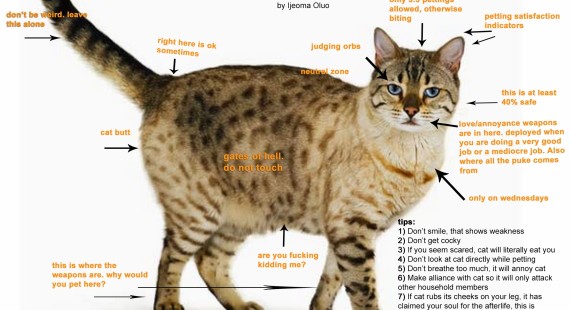 by Ijeoma Oluo
only 3.5 pettings
allowed, otherwise
biting
don't be weird. leave
this alone
petting satisfaction
indicators
right here is ok
sometimes
judging orbs
neutral zone
this is at least
40% safe
love/annoyance weapons
are in here. deployed when
you are doing a very good
job or a mediocre job. Also
where all the puke comes
from
cat butt
gates of hell.
do not touch
only on wednesdays
are you fucking
kidding me?
this is where the
weapons are. why would
you pet here?
tips:
1) Don't smile, that shows weakness
2) Don't get cocky
3) If you seem scared, cat will literally eat you
4) Don't look at cat directly while petting
5) Don't breathe too much, it will annoy cat
6) Make alliance with cat so it will only attack
other household members
7) If cat rubs its cheeks on your leg, it has
claimed your soul for the afterlife, this is